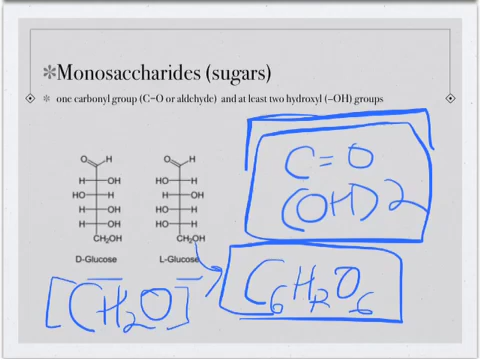 *Monosaccharides (sugars)
* one carbonyl group (C=O or aldehyde) and at least two hydroxyl (–OH) groups
C=O
(OH)2
O H O H
H OH HO H
HO H H OH
H OH HO H
H OH HO H
CH₂OH CH₂OH
D-Glucose L-Glucose
C6H12O6
[CH2O]